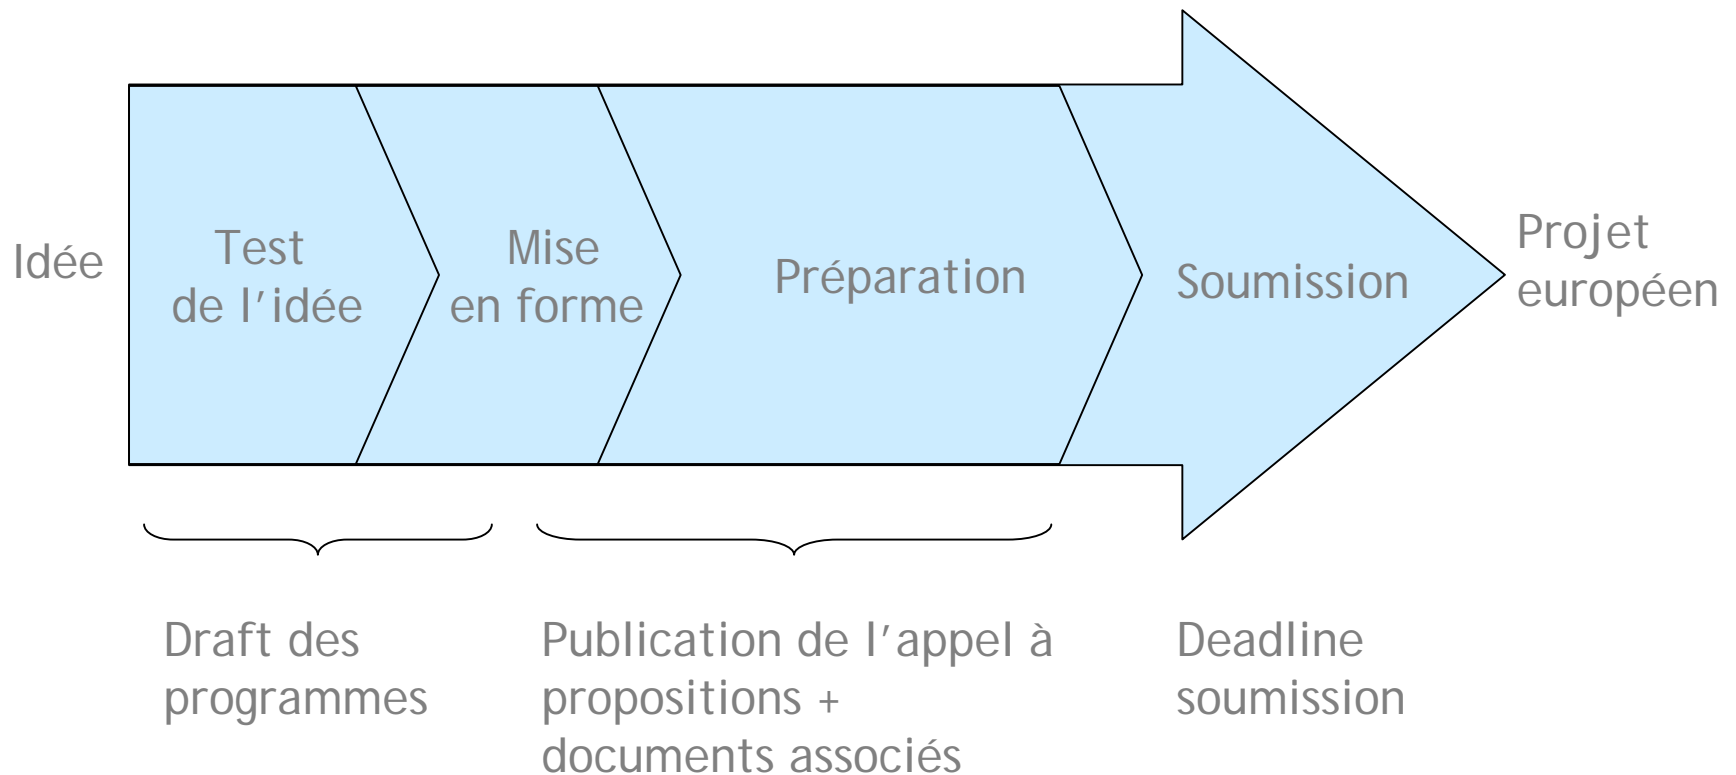 Idée
Test
de l'idée
Mise
en forme
Préparation
Soumission
Projet
européen
Draft des
programmes
Publication de l'appel à
propositions +
documents associés
Deadline
soumission